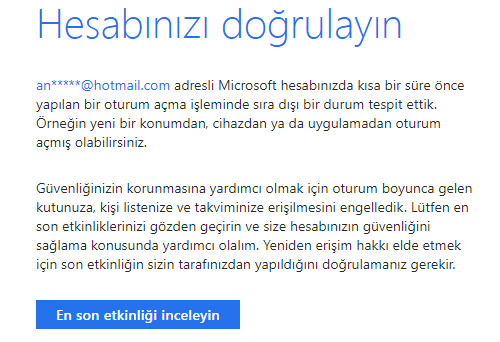 Hesabınızı doğrulayın
an*****@hotmail.com adresli Microsoft hesabınızda kısa bir süre önce
yapılan bir oturum açma işleminde sıra dışı bir durum tespit ettik.
Örneğin yeni bir konumdan, cihazdan ya da uygulamadan oturum
açmış olabilirsiniz.
Güvenliğinizin korunmasına yardımcı olmak için oturum boyunca gelen
kutunuza, kişi listenize ve takviminize erişilmesini engelledik. Lütfen en
son etkinliklerinizi gözden geçirin ve size hesabınızın güvenliğini
sağlama konusunda yardımcı olalım. Yeniden erişim hakkı elde etmek
için son etkinliğin sizin tarafınızdan yapıldığını doğrulamanız gerekir.
En son etkinliği inceleyin